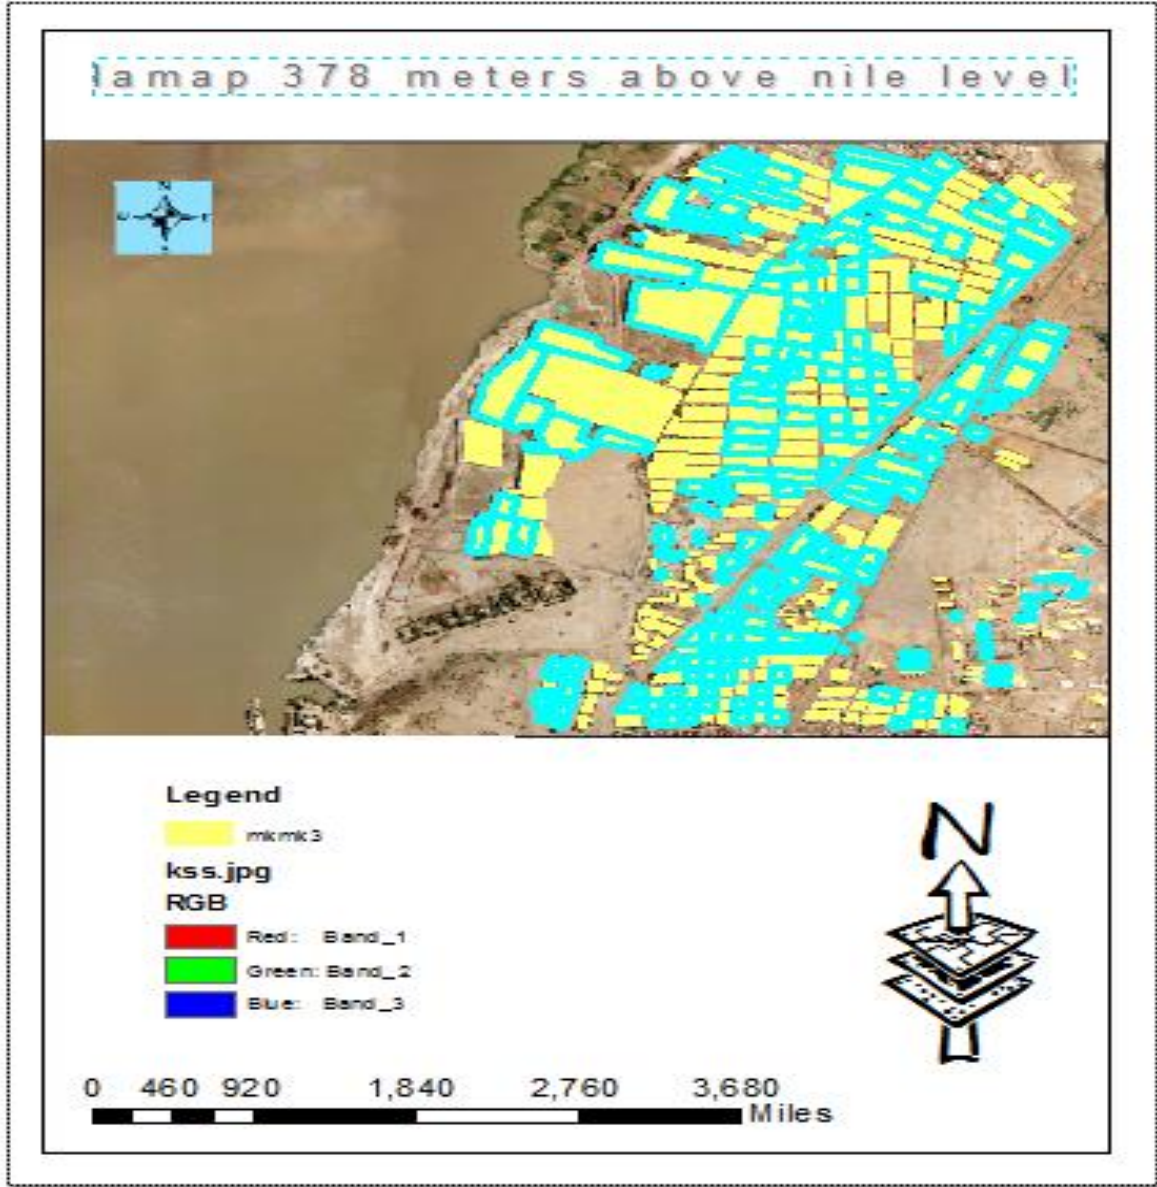 lamap 378 meters above nile level
N
Legend
mkmk3
kss.jpg
RGB
Red: Band_1
Green: Band_2
Blue: Band_3
N
0 460 920 1,840 2,760 3,680
Miles